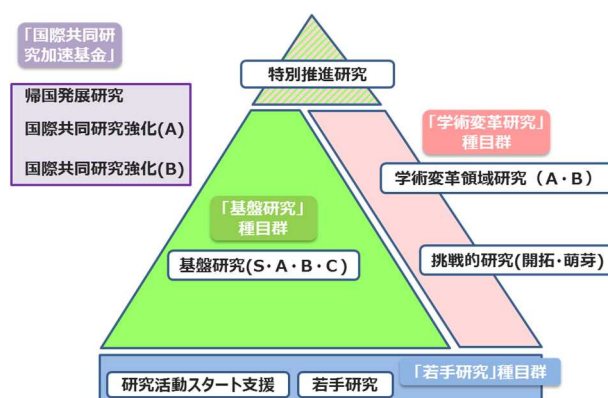 「国際共同研
究加速基金」
帰国発展研究
国際共同研究強化(A)
国際共同研究強化(B)
特別推進研究
「学術変革研究」
種目群
学術変革領域研究（A・B）
「基盤研究」
種目群
基盤研究(S・A・B・C)
挑戦的研究(開拓・萌芽)
「若手研究」種目群
研究活動スタート支援
若手研究